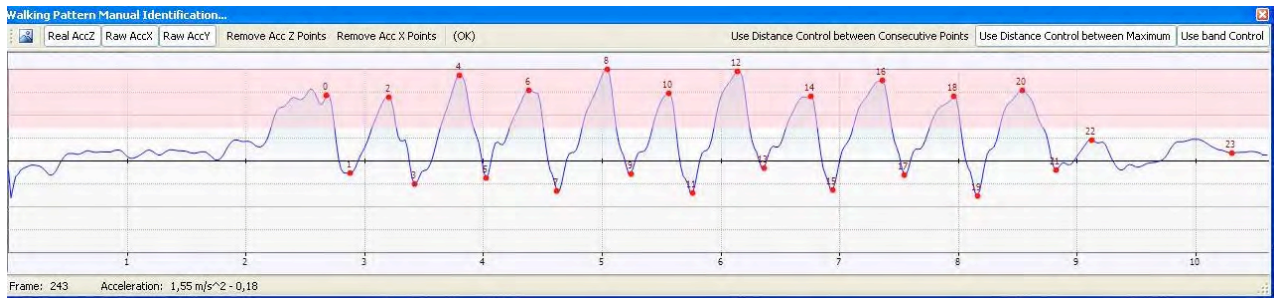 Walking Pattern Manual Identification...
Real AccZ Raw AccX Raw AccY Remove Acc Z Points Remove Acc X Points (OK) Use Distance Control between Consecutive Points Use Distance Control between Maximum Use band Control
8 12
4 16
0 2 6 10 14 18 20
22
23
1 3 5 7 9 11 13 15 17 19 21
1 2 3 4 5 6 7 8 9 10
Frame: 243 Acceleration: 1,55 m/s^2 - 0,18